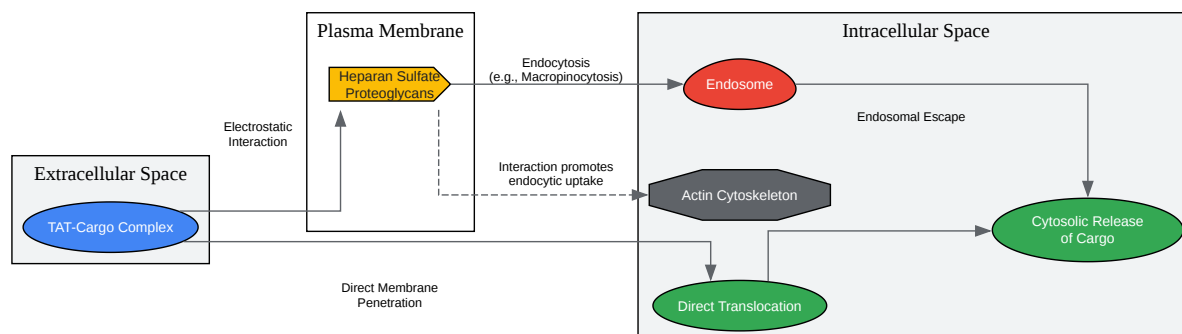 Plasma Membrane
Intracellular Space
Heparan Sulfate
Proteoglycans
Endocytosis
(e.g., Macropinocytosis)
Endosome
Endosomal Escape
Electrostatic
Interaction
Extracellular Space
TAT-Cargo Complex
Interaction promotes
endocytic uptake
Actin Cytoskeleton
Cytosolic Release
of Cargo
Direct Membrane
Penetration
Direct Translocation